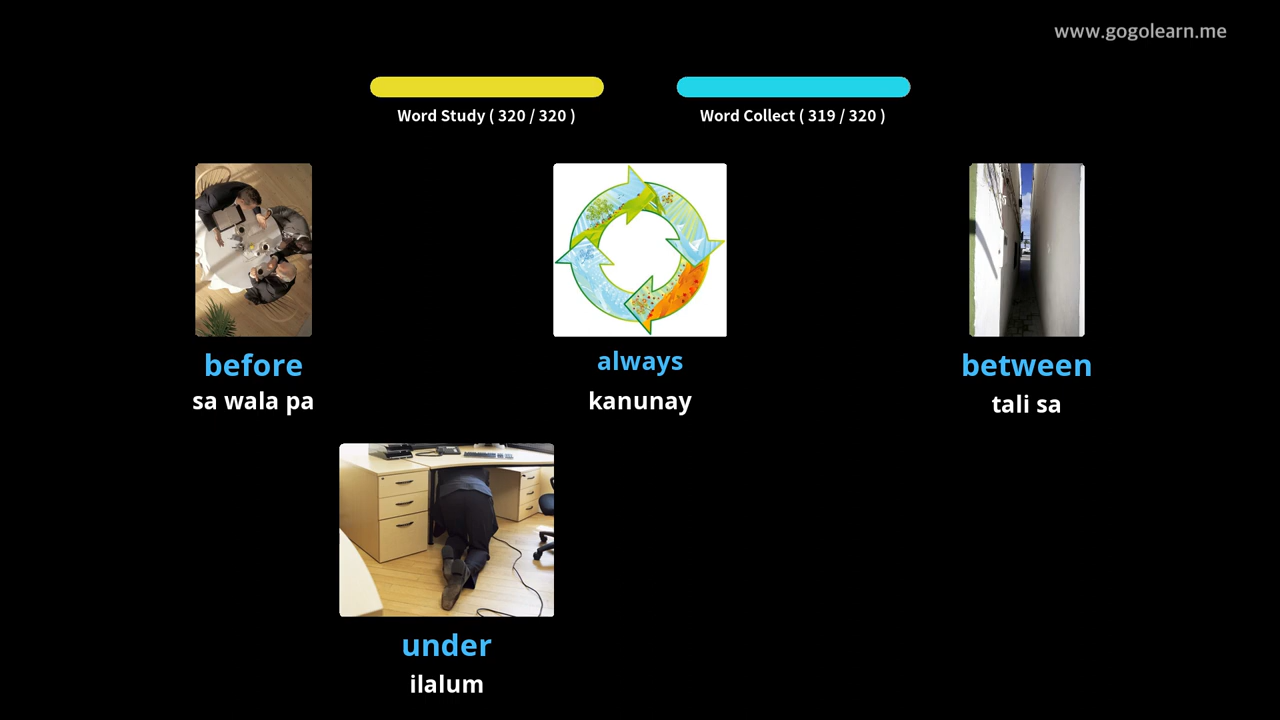 www.gogolearn.me
Word Study ( 320 / 320 )
Word Collect ( 319 / 320 )
before
sa wala pa
always
kanunay
between
tali sa
under
ilalum